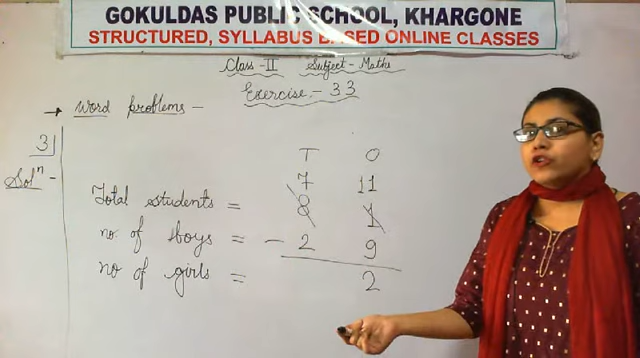 GOKULDAS PUBLIC SCHOOL, KHARGONE
STRUCTURED, SYLLABUS BASED ONLINE CLASSES
Class-II Subject-Maths
Exercise-33
→ Word problems -
3
Solⁿ -
T O
7 11
Total students = 8 1
no. of boys = - 2 9
no of girls = 2